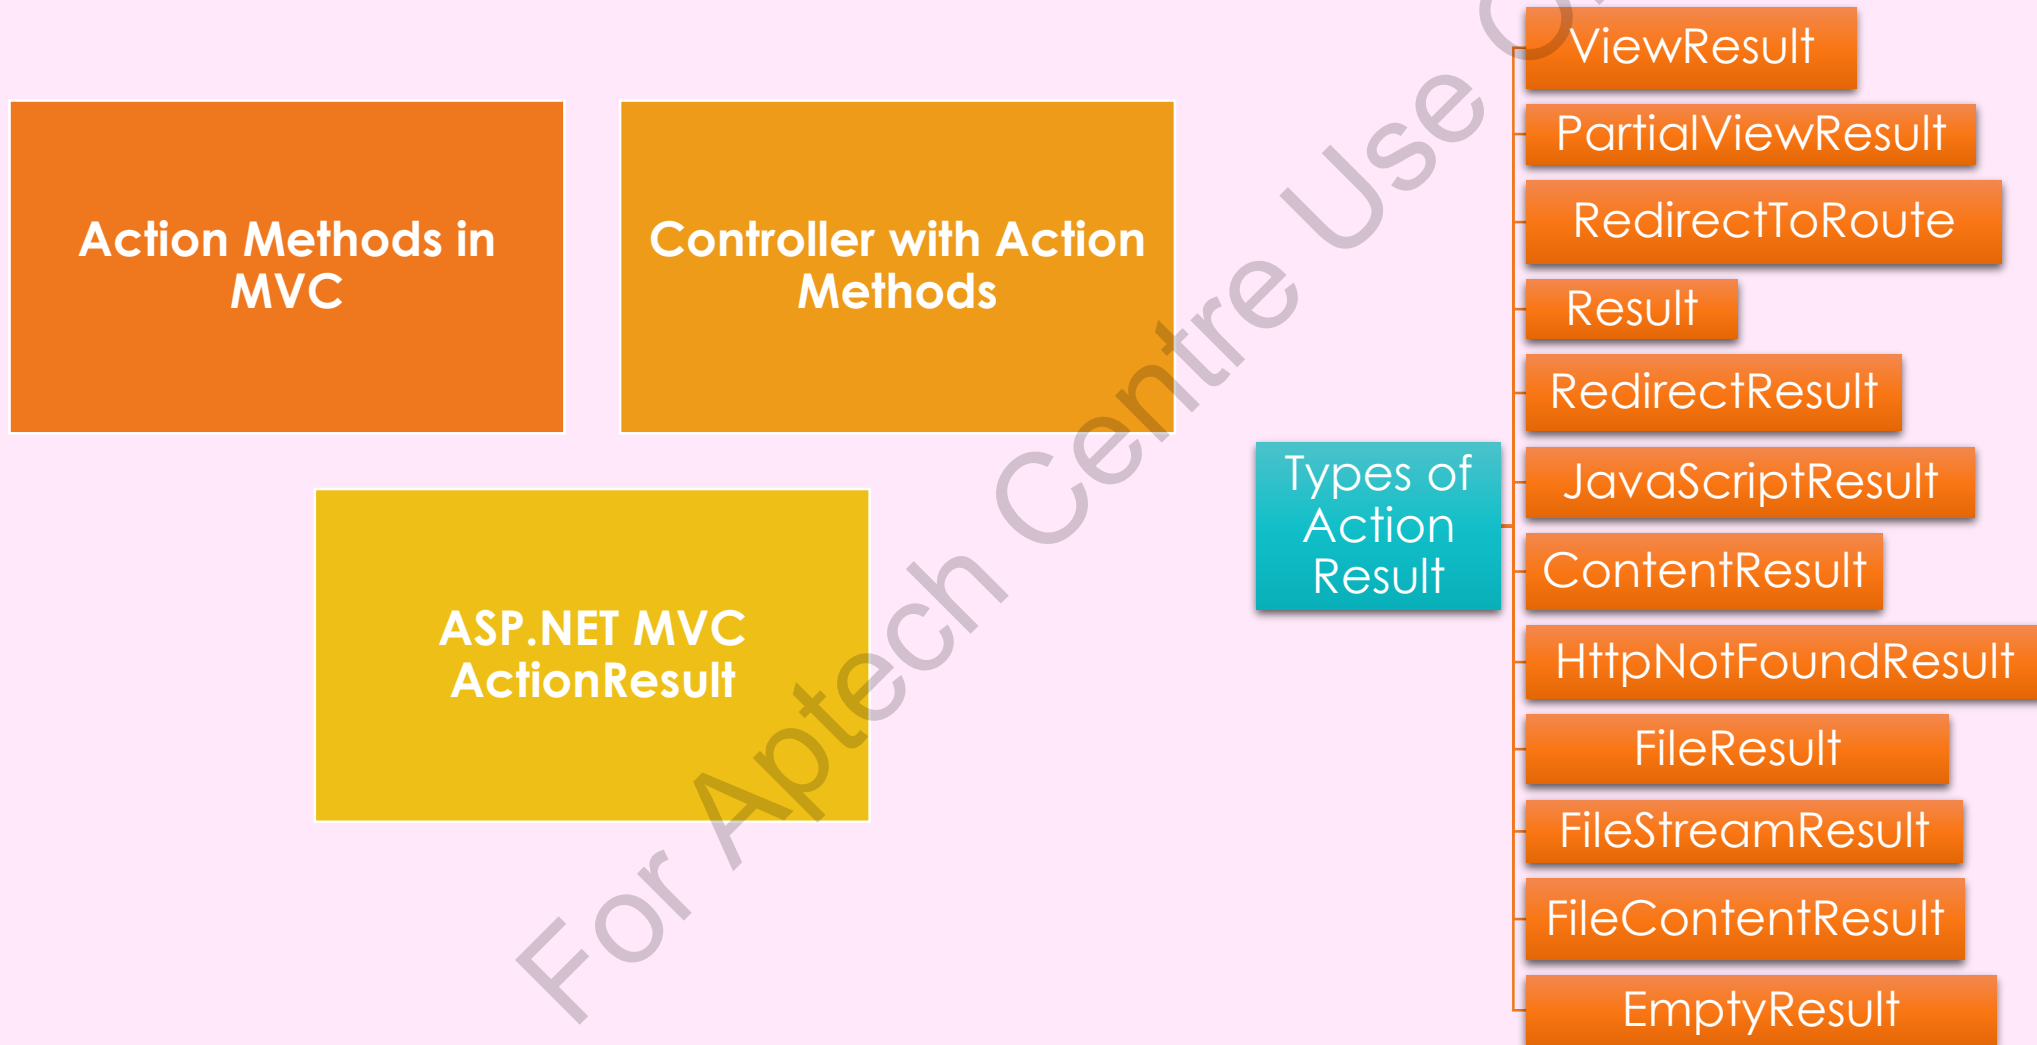 Action Methods in
MVC
Controller with Action
Methods
ASP.NET MVC
ActionResult
Types of
Action
Result
ViewResult
PartialViewResult
RedirectToRoute
Result
RedirectResult
JavaScriptResult
ContentResult
HttpNotFoundResult
FileResult
FileStreamResult
FileContentResult
EmptyResult
For Aptech Centre Use